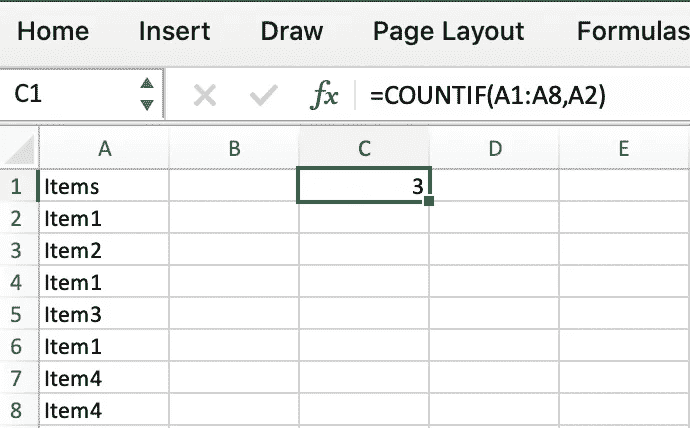 Home Insert Draw Page Layout Formulas
C1 fx =COUNTIF(A1:A8,A2)
A B C D E
1 Items 3
2 Item1
3 Item2
4 Item1
5 Item3
6 Item1
7 Item4
8 Item4